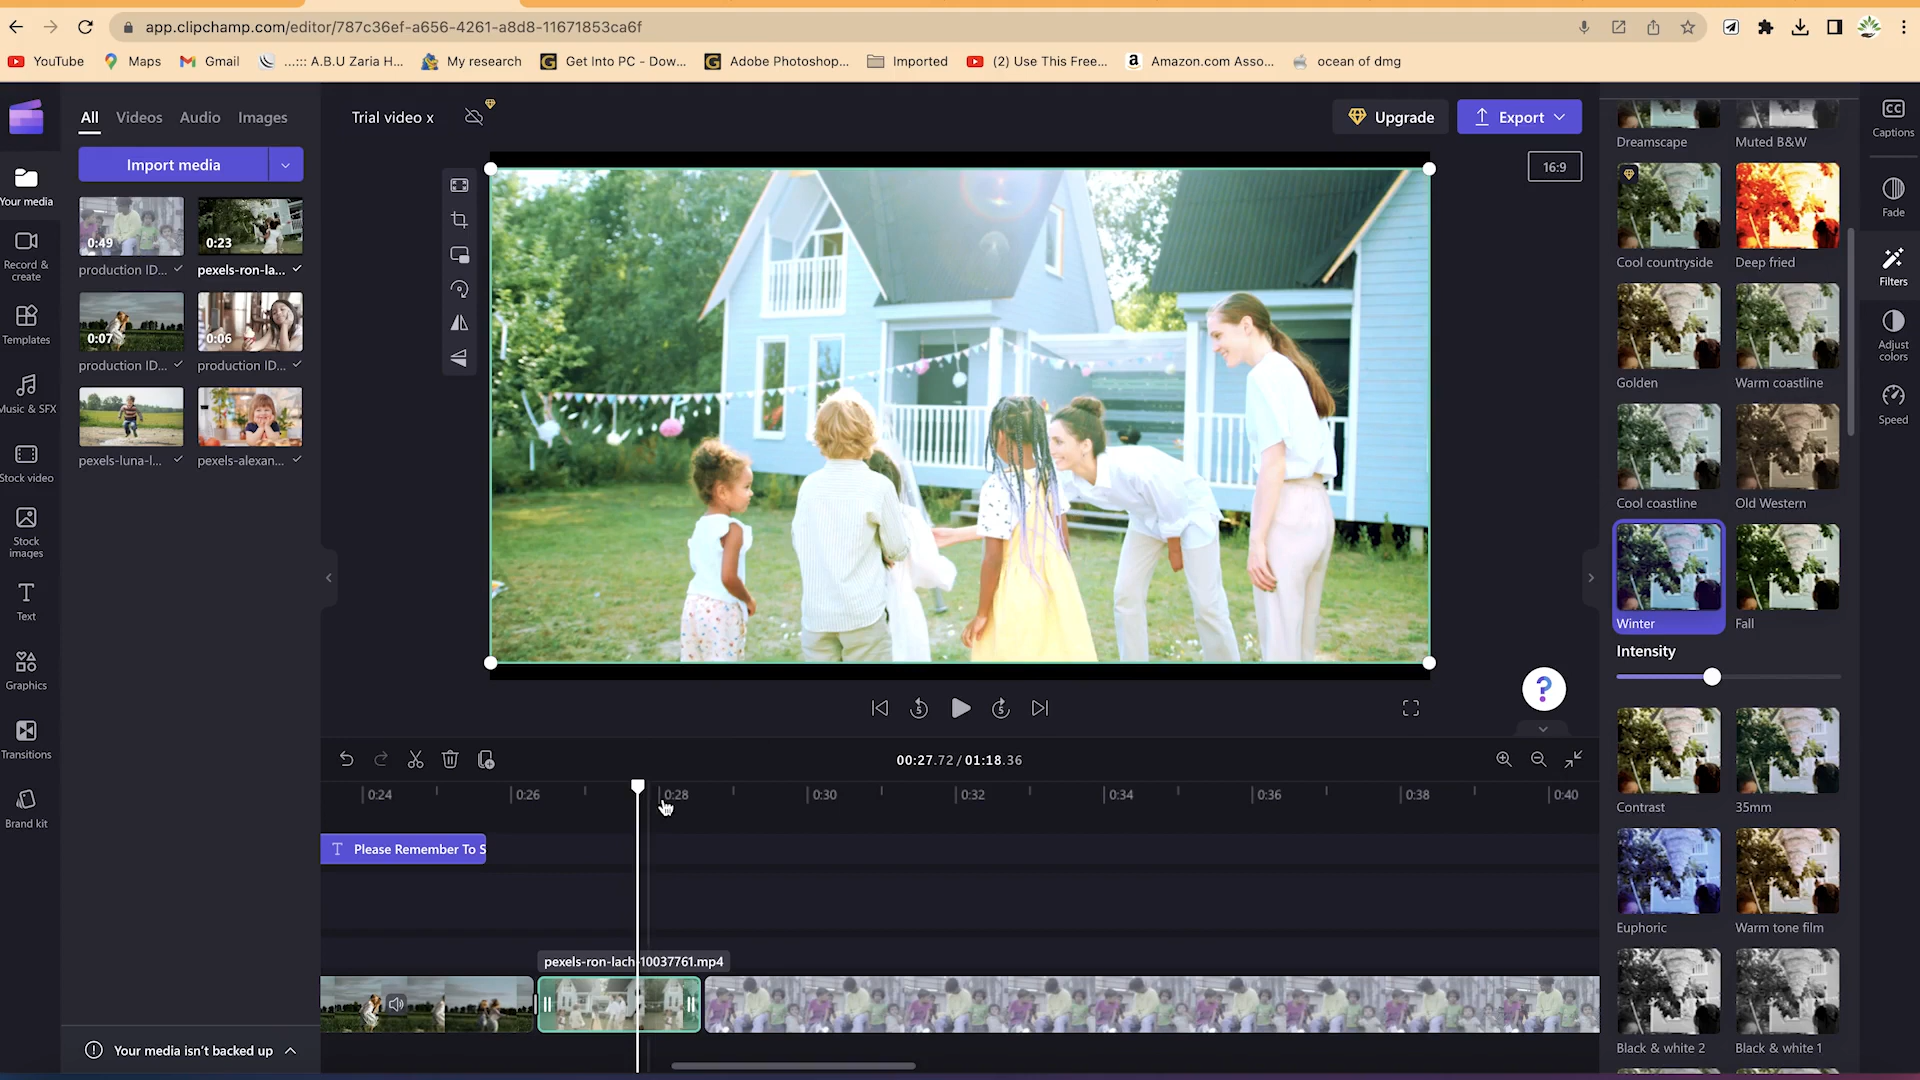 app.clipchamp.com/editor/787c36ef-a656-4261-a8d8-11671853ca6f
YouTube
Maps
Gmail
...::: A.B.U Zaria H...
My research
Get Into PC - Dow...
Adobe Photoshop...
Imported
(2) Use This Free...
Amazon.com Asso...
ocean of dmg
All
Videos
Audio
Images
Trial video x
Upgrade
Export
16:9
Import media
Your media
Record &
create
Templates
Music & SFX
Stock video
Stock
images
Text
Graphics
Transitions
Brand kit
0:49
production ID...
0:23
pexels-ron-la...
0:07
production ID...
0:06
production ID...
pexels-luna-l...
pexels-alexan...
Your media isn't backed up
Dreamscape
Muted B&W
Cool countryside
Deep fried
Golden
Warm coastline
Cool coastline
Old Western
Winter
Fall
Intensity
Contrast
35mm
Euphoric
Warm tone film
Black & white 2
Black & white 1
CC
Captions
Fade
Filters
Adjust
colors
Speed
5
5
?
00:27.72 / 01:18.36
0:24
0:26
0:28
0:30
0:32
0:34
0:36
0:38
0:40
T Please Remember To S
pexels-ron-lach-10037761.mp4